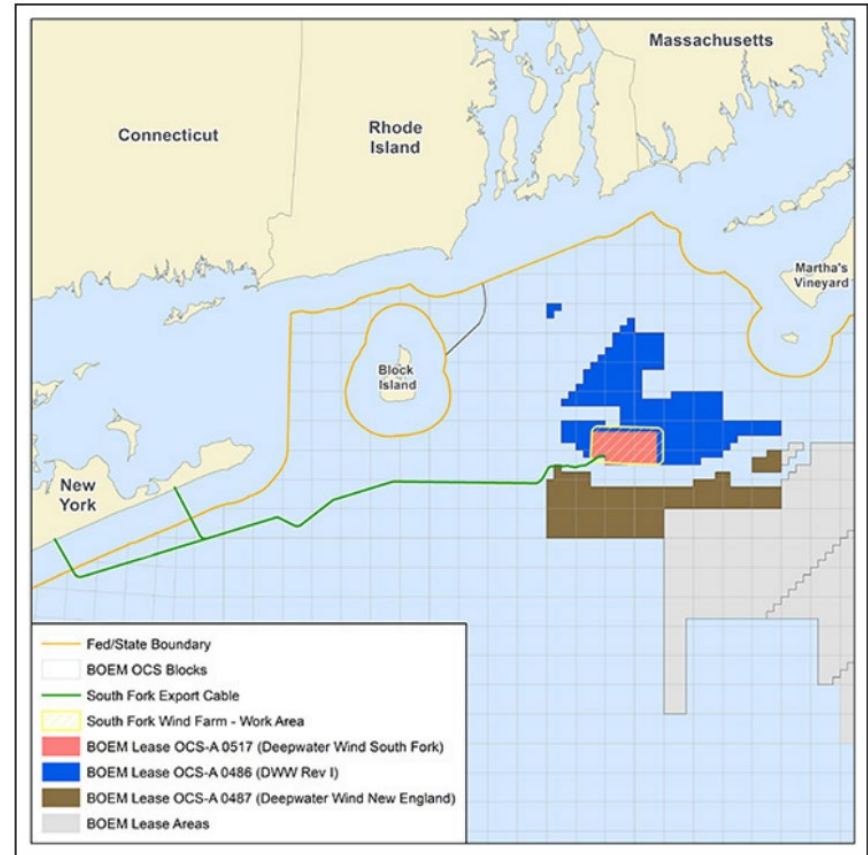 Massachusetts
Connecticut
Rhode
Island
Martha's
Vineyard
Block
Island
New
York
Fed/State Boundary
BOEM OCS Blocks
South Fork Export Cable
South Fork Wind Farm - Work Area
BOEM Lease OCS-A 0517 (Deepwater Wind South Fork)
BOEM Lease OCS-A 0486 (DWW Rev I)
BOEM Lease OCS-A 0487 (Deepwater Wind New England)
BOEM Lease Areas